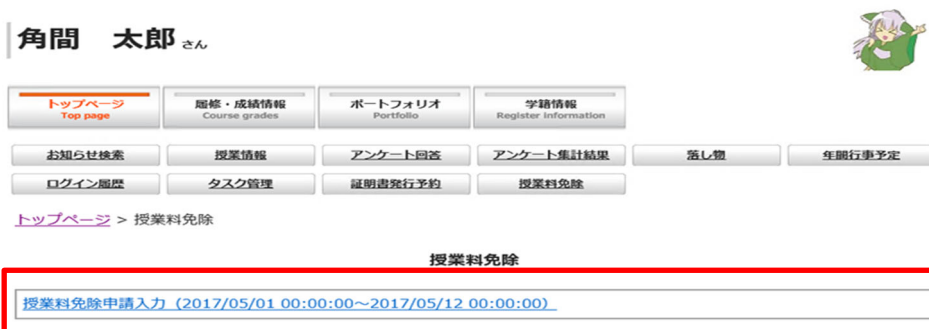 角間　太郎 さん
トップページ 履修・成績情報 ポートフォリオ 学籍情報
Top page Course grades Portfolio Register information
お知らせ検索 授業情報 アンケート回答 アンケート集計結果 落し物 年間行事予定
ログイン履歴 タスク管理 証明書発行予約 授業料免除
トップページ > 授業料免除
授業料免除
授業料免除申請入力（2017/05/01 00:00:00～2017/05/12 00:00:00）